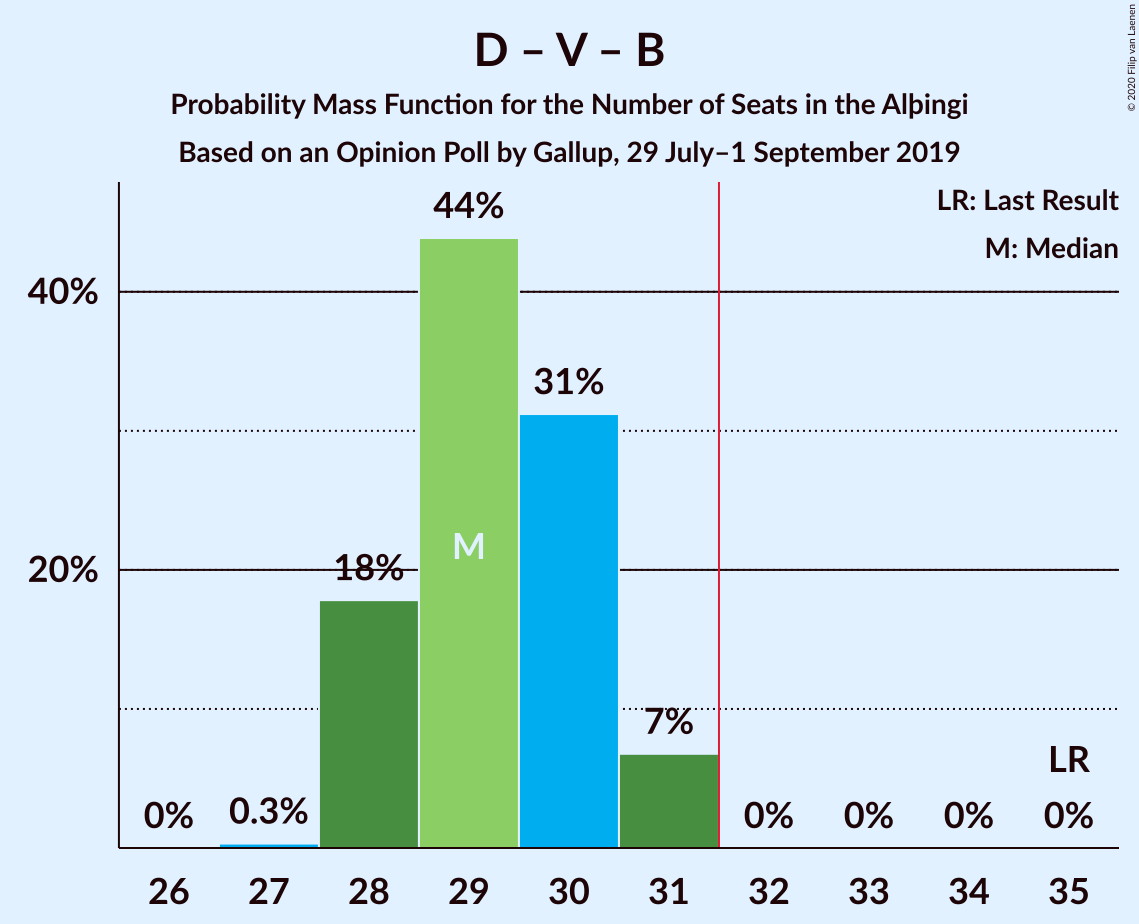 D – V – B
Probability Mass Function for the Number of Seats in the Alþingi
Based on an Opinion Poll by Gallup, 29 July–1 September 2019
© 2020 Filip van Laenen
LR: Last Result
M: Median
40%
20%
0%
0.3%
18%
44%
M
31%
7%
0%
0%
0%
LR
0%
26 27 28 29 30 31 32 33 34 35